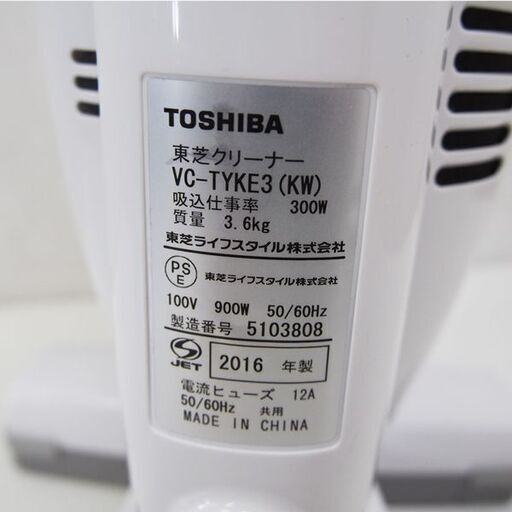 TOSHIBA
東芝クリーナー
VC-TYKE3(KW)
吸込仕事率 300W
質量 3.6kg
東芝ライフスタイル株式会社
PS
E
東芝ライフスタイル株式会社
100V 900W 50/60Hz
製造番号 5103808
S
JET
2016 年製
電流ヒューズ 12A
50/60Hz 共用
MADE IN CHINA